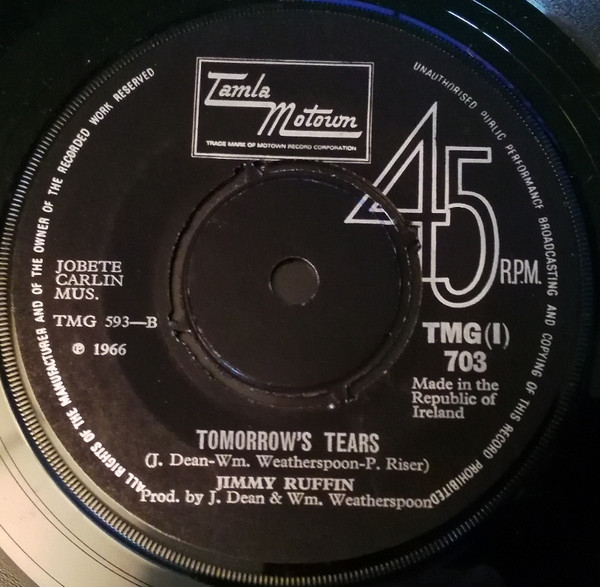 Tamla
Motown
TRADE MARK OF MOTOWN RECORD CORPORATION
45
R.P.M.
JOBETE
CARLIN
MUS.
TMG 593—B
℗ 1966
TMG(I)
703
Made in the
Republic of
Ireland
TOMORROW'S TEARS
(J. Dean-Wm. Weatherspoon-P. Riser)
JIMMY RUFFIN
Prod. by J. Dean & Wm. Weatherspoon
ALL RIGHTS OF THE MANUFACTURER AND OF THE OWNER OF THE RECORDED WORK RESERVED
UNAUTHORISED PUBLIC PERFORMANCE BROADCASTING AND COPYING OF THIS RECORD PROHIBITED